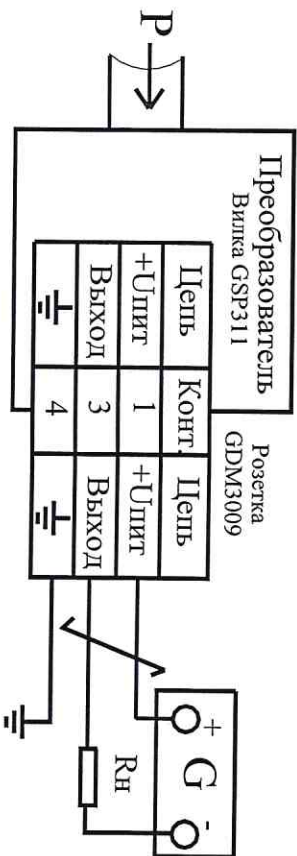 P
Преобразователь
Вилка GSP311
Розетка
GDM3009
Цепь Конт. Цепь
+Uпит 1 +Uпит
Выход 3 Выход
4
+ G -
Rн